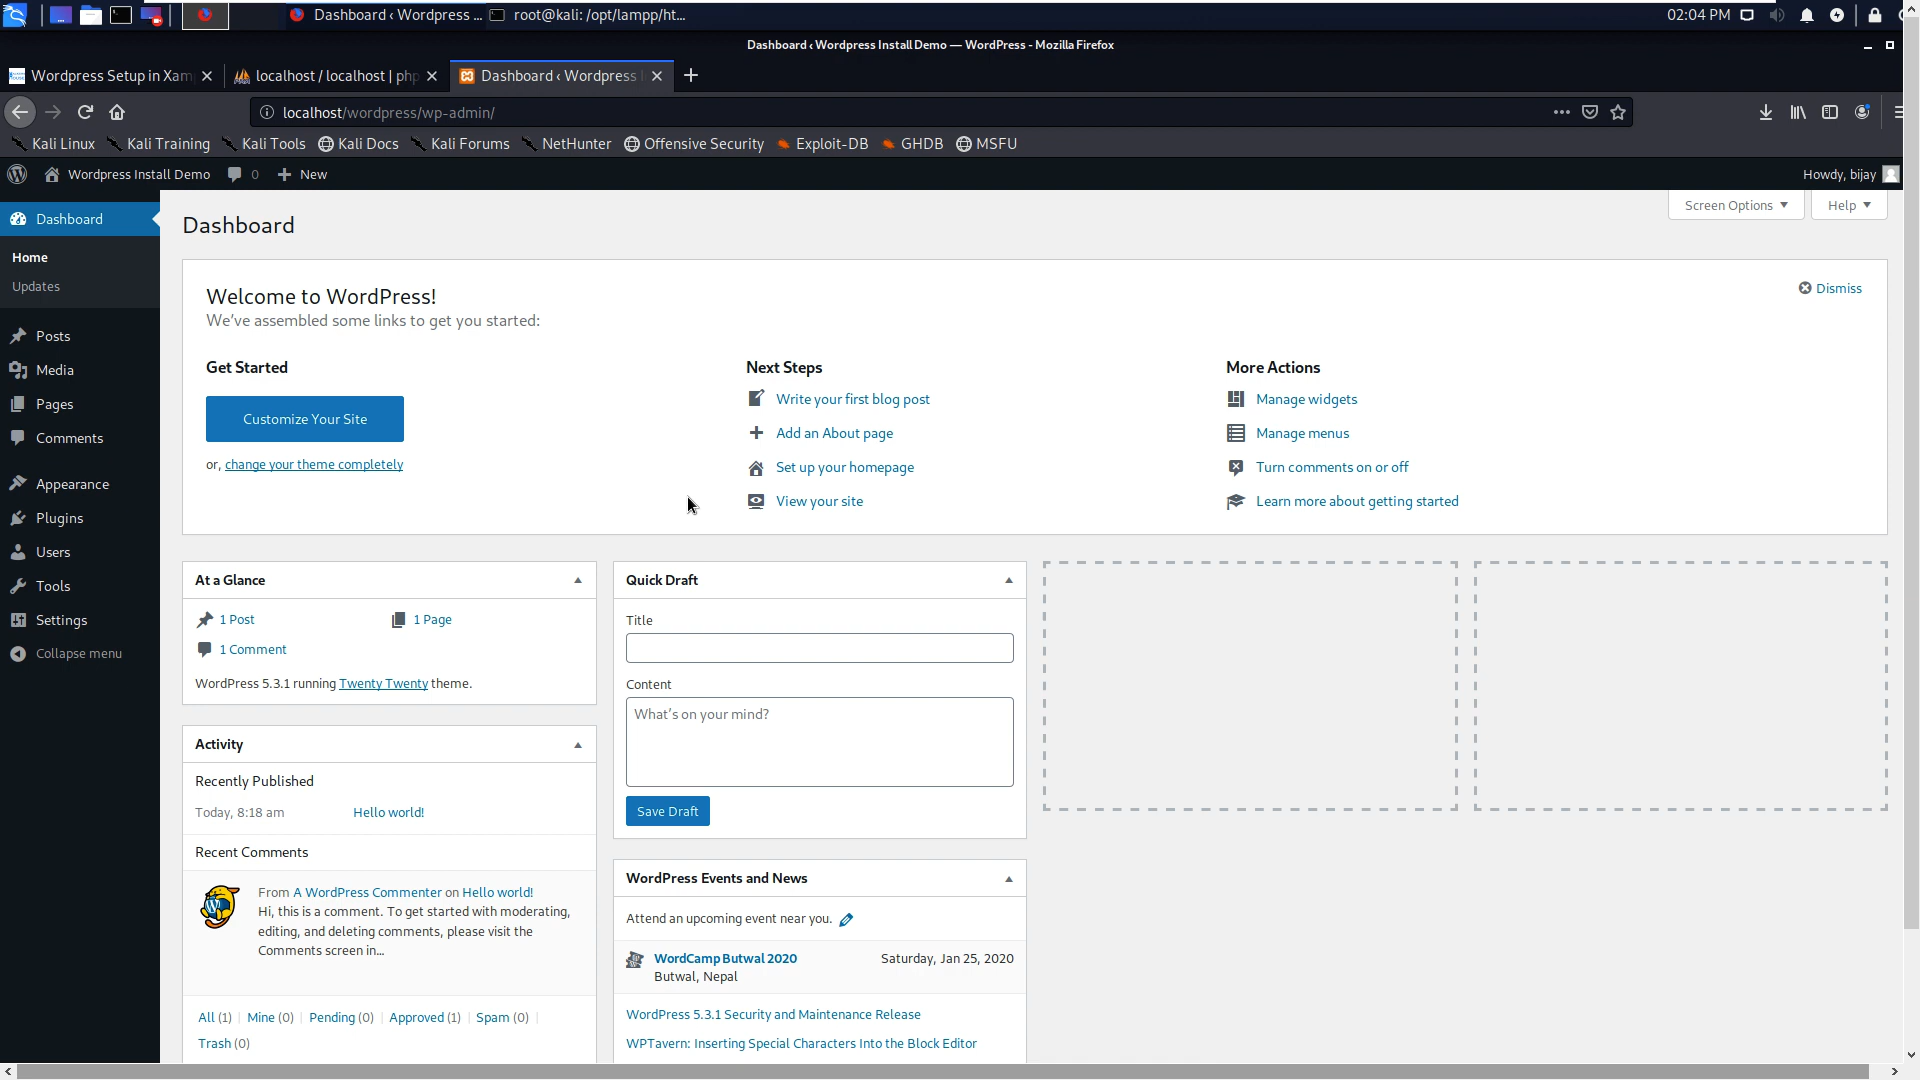 Dashboard ‹ Wordpress ... root@kali: /opt/lampp/ht... 02:04 PM
Dashboard ‹ Wordpress Install Demo — WordPress - Mozilla Firefox
Wordpress Setup in Xam localhost / localhost | php Dashboard ‹ Wordpress I
localhost/wordpress/wp-admin/
Kali Linux Kali Training Kali Tools Kali Docs Kali Forums NetHunter Offensive Security Exploit-DB GHDB MSFU
Wordpress Install Demo 0 New Howdy, bijay
Dashboard
Home
Updates
Posts
Media
Pages
Comments
Appearance
Plugins
Users
Tools
Settings
Collapse menu
Screen Options Help
Dashboard
Welcome to WordPress!
Dismiss
We've assembled some links to get you started:
Get Started
Customize Your Site
or, change your theme completely
Next Steps
Write your first blog post
Add an About page
Set up your homepage
View your site
More Actions
Manage widgets
Manage menus
Turn comments on or off
Learn more about getting started
At a Glance
1 Post 1 Page
1 Comment
WordPress 5.3.1 running Twenty Twenty theme.
Activity
Recently Published
Today, 8:18 am Hello world!
Recent Comments
From A WordPress Commenter on Hello world!
Hi, this is a comment. To get started with moderating,
editing, and deleting comments, please visit the
Comments screen in...
All (1) | Mine (0) | Pending (0) | Approved (1) | Spam (0) |
Trash (0)
Quick Draft
Title
Content
What's on your mind?
Save Draft
WordPress Events and News
Attend an upcoming event near you.
WordCamp Butwal 2020 Saturday, Jan 25, 2020
Butwal, Nepal
WordPress 5.3.1 Security and Maintenance Release
WPTavern: Inserting Special Characters Into the Block Editor